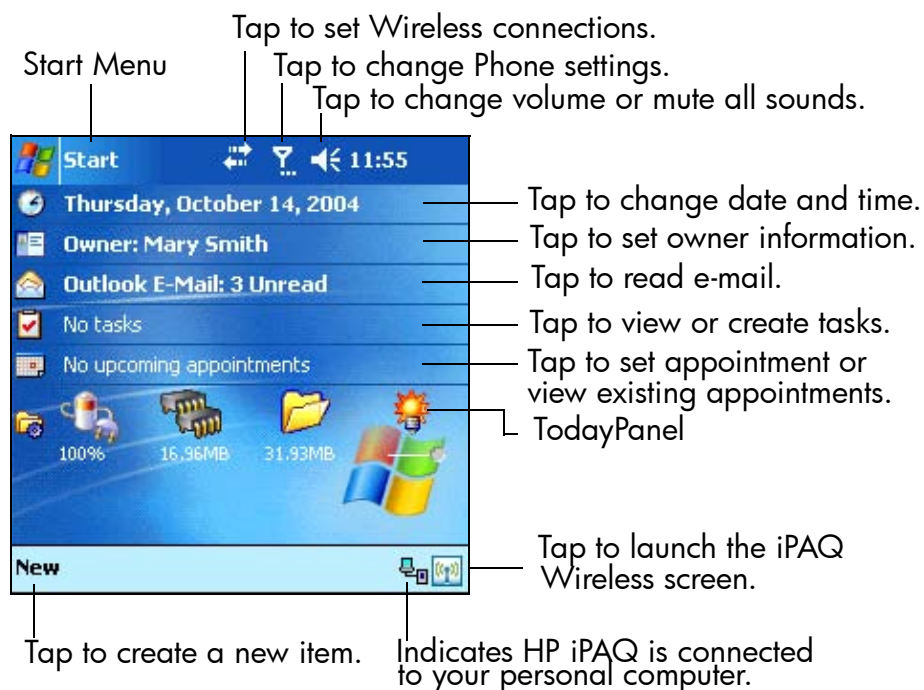 Tap to set Wireless connections.
Start Menu
Tap to change Phone settings.
Tap to change volume or mute all sounds.
Start
11:55
Thursday, October 14, 2004
Tap to change date and time.
Owner: Mary Smith
Tap to set owner information.
Outlook E-Mail: 3 Unread
Tap to read e-mail.
No tasks
Tap to view or create tasks.
No upcoming appointments
Tap to set appointment or
view existing appointments.
TodayPanel
100%
16.96MB
31.93MB
Tap to launch the iPAQ
Wireless screen.
New
Tap to create a new item.
Indicates HP iPAQ is connected
to your personal computer.